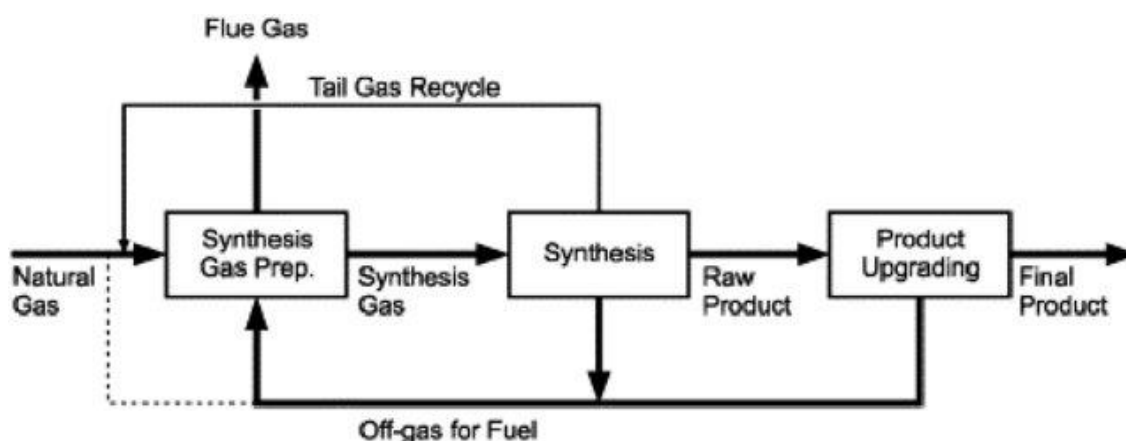 Flue Gas
Tail Gas Recycle
Synthesis
Gas Prep.
Synthesis
Product
Upgrading
Natural
Gas
Synthesis
Gas
Raw
Product
Final
Product
Off-gas for Fuel